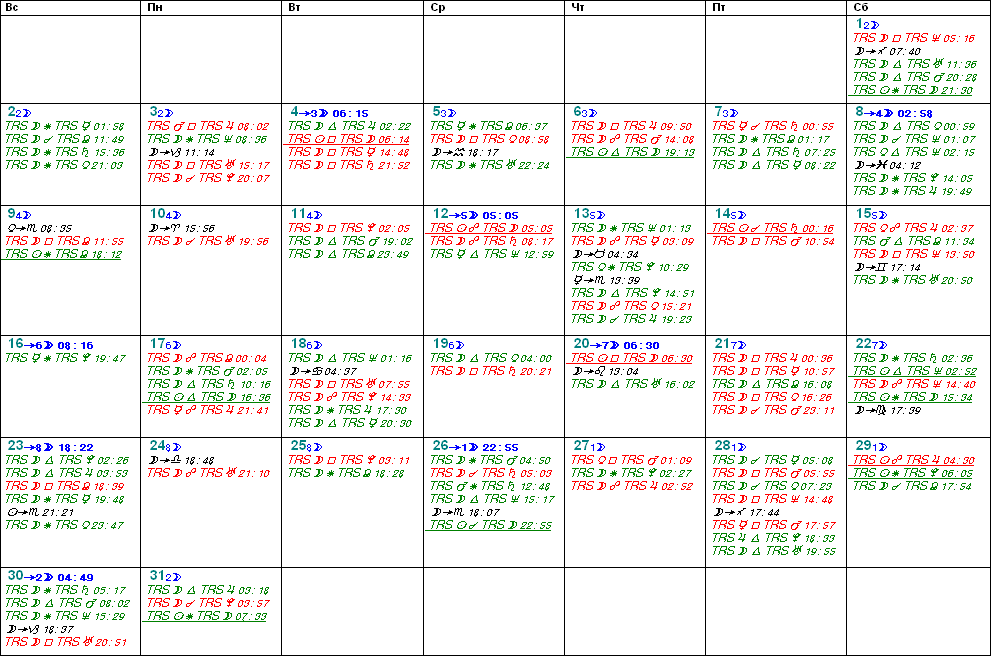 Вс Пн Вт Ср Чт Пт Сб
1 2☽
TRS ☽ □ TRS ♆ 05:16
☽→♐ 07:40
TRS ☽ △ TRS ♅ 11:36
TRS ☽ △ TRS ♂ 20:28
TRS ☉ ⚹ TRS ☽ 21:30
2 2☽
TRS ☽ ⚹ TRS ☿ 01:58
TRS ☽ ☌ TRS ☊ 11:49
TRS ☽ ⚹ TRS ♄ 15:36
TRS ☽ ⚹ TRS ♀ 21:03
3 2☽
TRS ♂ □ TRS ♃ 08:02
TRS ☽ ⚹ TRS ♆ 08:36
☽→♑ 11:14
TRS ☽ □ TRS ♅ 15:17
TRS ☽ ☌ TRS ♇ 20:07
4→3☽ 06:15
TRS ☽ △ TRS ♃ 02:22
TRS ☉ □ TRS ☽ 06:14
TRS ☽ □ TRS ☿ 14:48
TRS ☽ □ TRS ♄ 21:52
5 3☽
TRS ☿ ⚹ TRS ☊ 06:37
TRS ☽ □ TRS ♀ 08:58
☽→♒ 18:17
TRS ☽ ⚹ TRS ♅ 22:24
6 3☽
TRS ☽ □ TRS ♃ 09:50
TRS ☽ ☍ TRS ♂ 14:08
TRS ☉ △ TRS ☽ 19:13
7 3☽
TRS ☿ ☌ TRS ♄ 00:55
TRS ☽ ⚹ TRS ☊ 01:17
TRS ☽ △ TRS ♄ 07:25
TRS ☽ △ TRS ☿ 08:22
8→4☽ 02:58
TRS ☽ △ TRS ♀ 00:59
TRS ☽ ☌ TRS ♆ 01:07
TRS ♀ △ TRS ♆ 02:15
☽→♓ 04:12
TRS ☽ ⚹ TRS ♇ 14:05
TRS ☽ ⚹ TRS ♃ 19:49
9 4☽
♀→♏ 08:35
TRS ☽ □ TRS ☊ 11:55
TRS ☉ ⚹ TRS ☊ 18:12
10 4☽
☽→♈ 15:56
TRS ☽ ☌ TRS ♅ 19:56
11 4☽
TRS ☽ □ TRS ♇ 02:05
TRS ☽ △ TRS ♂ 19:02
TRS ☽ △ TRS ☊ 23:49
12→5☽ 05:05
TRS ☉ ☍ TRS ☽ 05:05
TRS ☽ ☍ TRS ♄ 08:17
TRS ☿ △ TRS ♆ 12:59
13 5☽
TRS ☽ ⚹ TRS ♆ 01:13
TRS ☽ ☍ TRS ☿ 03:09
☽→♉ 04:34
TRS ♀ ⚹ TRS ♇ 10:29
☿→♏ 13:39
TRS ☽ △ TRS ♇ 14:51
TRS ☽ ☍ TRS ♀ 15:21
TRS ☽ ☌ TRS ♃ 19:23
14 5☽
TRS ☉ ☌ TRS ♄ 00:16
TRS ☽ □ TRS ♂ 10:54
15 5☽
TRS ♀ ☍ TRS ♃ 02:37
TRS ♂ △ TRS ☊ 11:34
TRS ☽ □ TRS ♆ 13:50
☽→♊ 17:14
TRS ☽ ⚹ TRS ♅ 20:50
16→6☽ 08:16
TRS ☿ ⚹ TRS ♇ 19:47
17 6☽
TRS ☽ ☍ TRS ☊ 00:04
TRS ☽ ⚹ TRS ♂ 02:05
TRS ☽ △ TRS ♄ 10:16
TRS ☉ △ TRS ☽ 16:36
TRS ☿ ☍ TRS ♃ 21:41
18 6☽
TRS ☽ △ TRS ♆ 01:16
☽→♋ 04:37
TRS ☽ □ TRS ♅ 07:55
TRS ☽ ☍ TRS ♇ 14:33
TRS ☽ ⚹ TRS ♃ 17:30
TRS ☽ △ TRS ☿ 20:30
19 6☽
TRS ☽ △ TRS ♀ 04:00
TRS ☽ □ TRS ♄ 20:21
20→7☽ 06:30
TRS ☉ □ TRS ☽ 06:30
☽→♌ 13:04
TRS ☽ △ TRS ♅ 16:02
21 7☽
TRS ☽ □ TRS ♃ 00:36
TRS ☽ □ TRS ☿ 10:57
TRS ☽ △ TRS ☊ 16:08
TRS ☽ □ TRS ♀ 16:26
TRS ☽ ☌ TRS ♂ 23:11
22 7☽
TRS ☽ ⚹ TRS ♄ 02:36
TRS ☉ △ TRS ♆ 02:52
TRS ☽ ☍ TRS ♆ 14:40
TRS ☉ ⚹ TRS ☽ 15:34
☽→♍ 17:39
23→8☽ 18:22
TRS ☽ △ TRS ♇ 02:26
TRS ☽ △ TRS ♃ 03:53
TRS ☽ □ TRS ☊ 18:39
TRS ☽ ⚹ TRS ☿ 19:48
☉→♏ 21:21
TRS ☽ ⚹ TRS ♀ 23:47
24 8☽
☽→♎ 18:48
TRS ☽ ☍ TRS ♅ 21:10
25 8☽
TRS ☽ □ TRS ♇ 03:11
TRS ☽ ⚹ TRS ☊ 18:28
26→1☽ 22:55
TRS ☽ ⚹ TRS ♂ 04:50
TRS ☽ ☌ TRS ♄ 05:03
TRS ♂ ⚹ TRS ♄ 12:48
TRS ☽ △ TRS ♆ 15:17
☽→♏ 18:07
TRS ☉ ☌ TRS ☽ 22:55
27 1☽
TRS ♀ □ TRS ♂ 01:09
TRS ☽ ⚹ TRS ♇ 02:27
TRS ☽ ☍ TRS ♃ 02:52
28 1☽
TRS ☽ ☌ TRS ☿ 05:08
TRS ☽ □ TRS ♂ 05:55
TRS ☽ ☌ TRS ♀ 07:23
TRS ☽ □ TRS ♆ 14:48
☽→♐ 17:44
TRS ☿ □ TRS ♂ 17:57
TRS ♃ △ TRS ♇ 18:33
TRS ☽ △ TRS ♅ 19:55
29 1☽
TRS ☉ ☍ TRS ♃ 04:30
TRS ☉ ⚹ TRS ♇ 06:05
TRS ☽ ☌ TRS ☊ 17:54
30→2☽ 04:49
TRS ☽ ⚹ TRS ♄ 05:17
TRS ☽ △ TRS ♂ 08:02
TRS ☽ ⚹ TRS ♆ 15:29
☽→♑ 18:37
TRS ☽ □ TRS ♅ 20:51
31 2☽
TRS ☽ △ TRS ♃ 03:18
TRS ☽ ☌ TRS ♇ 03:57
TRS ☉ ⚹ TRS ☽ 07:33